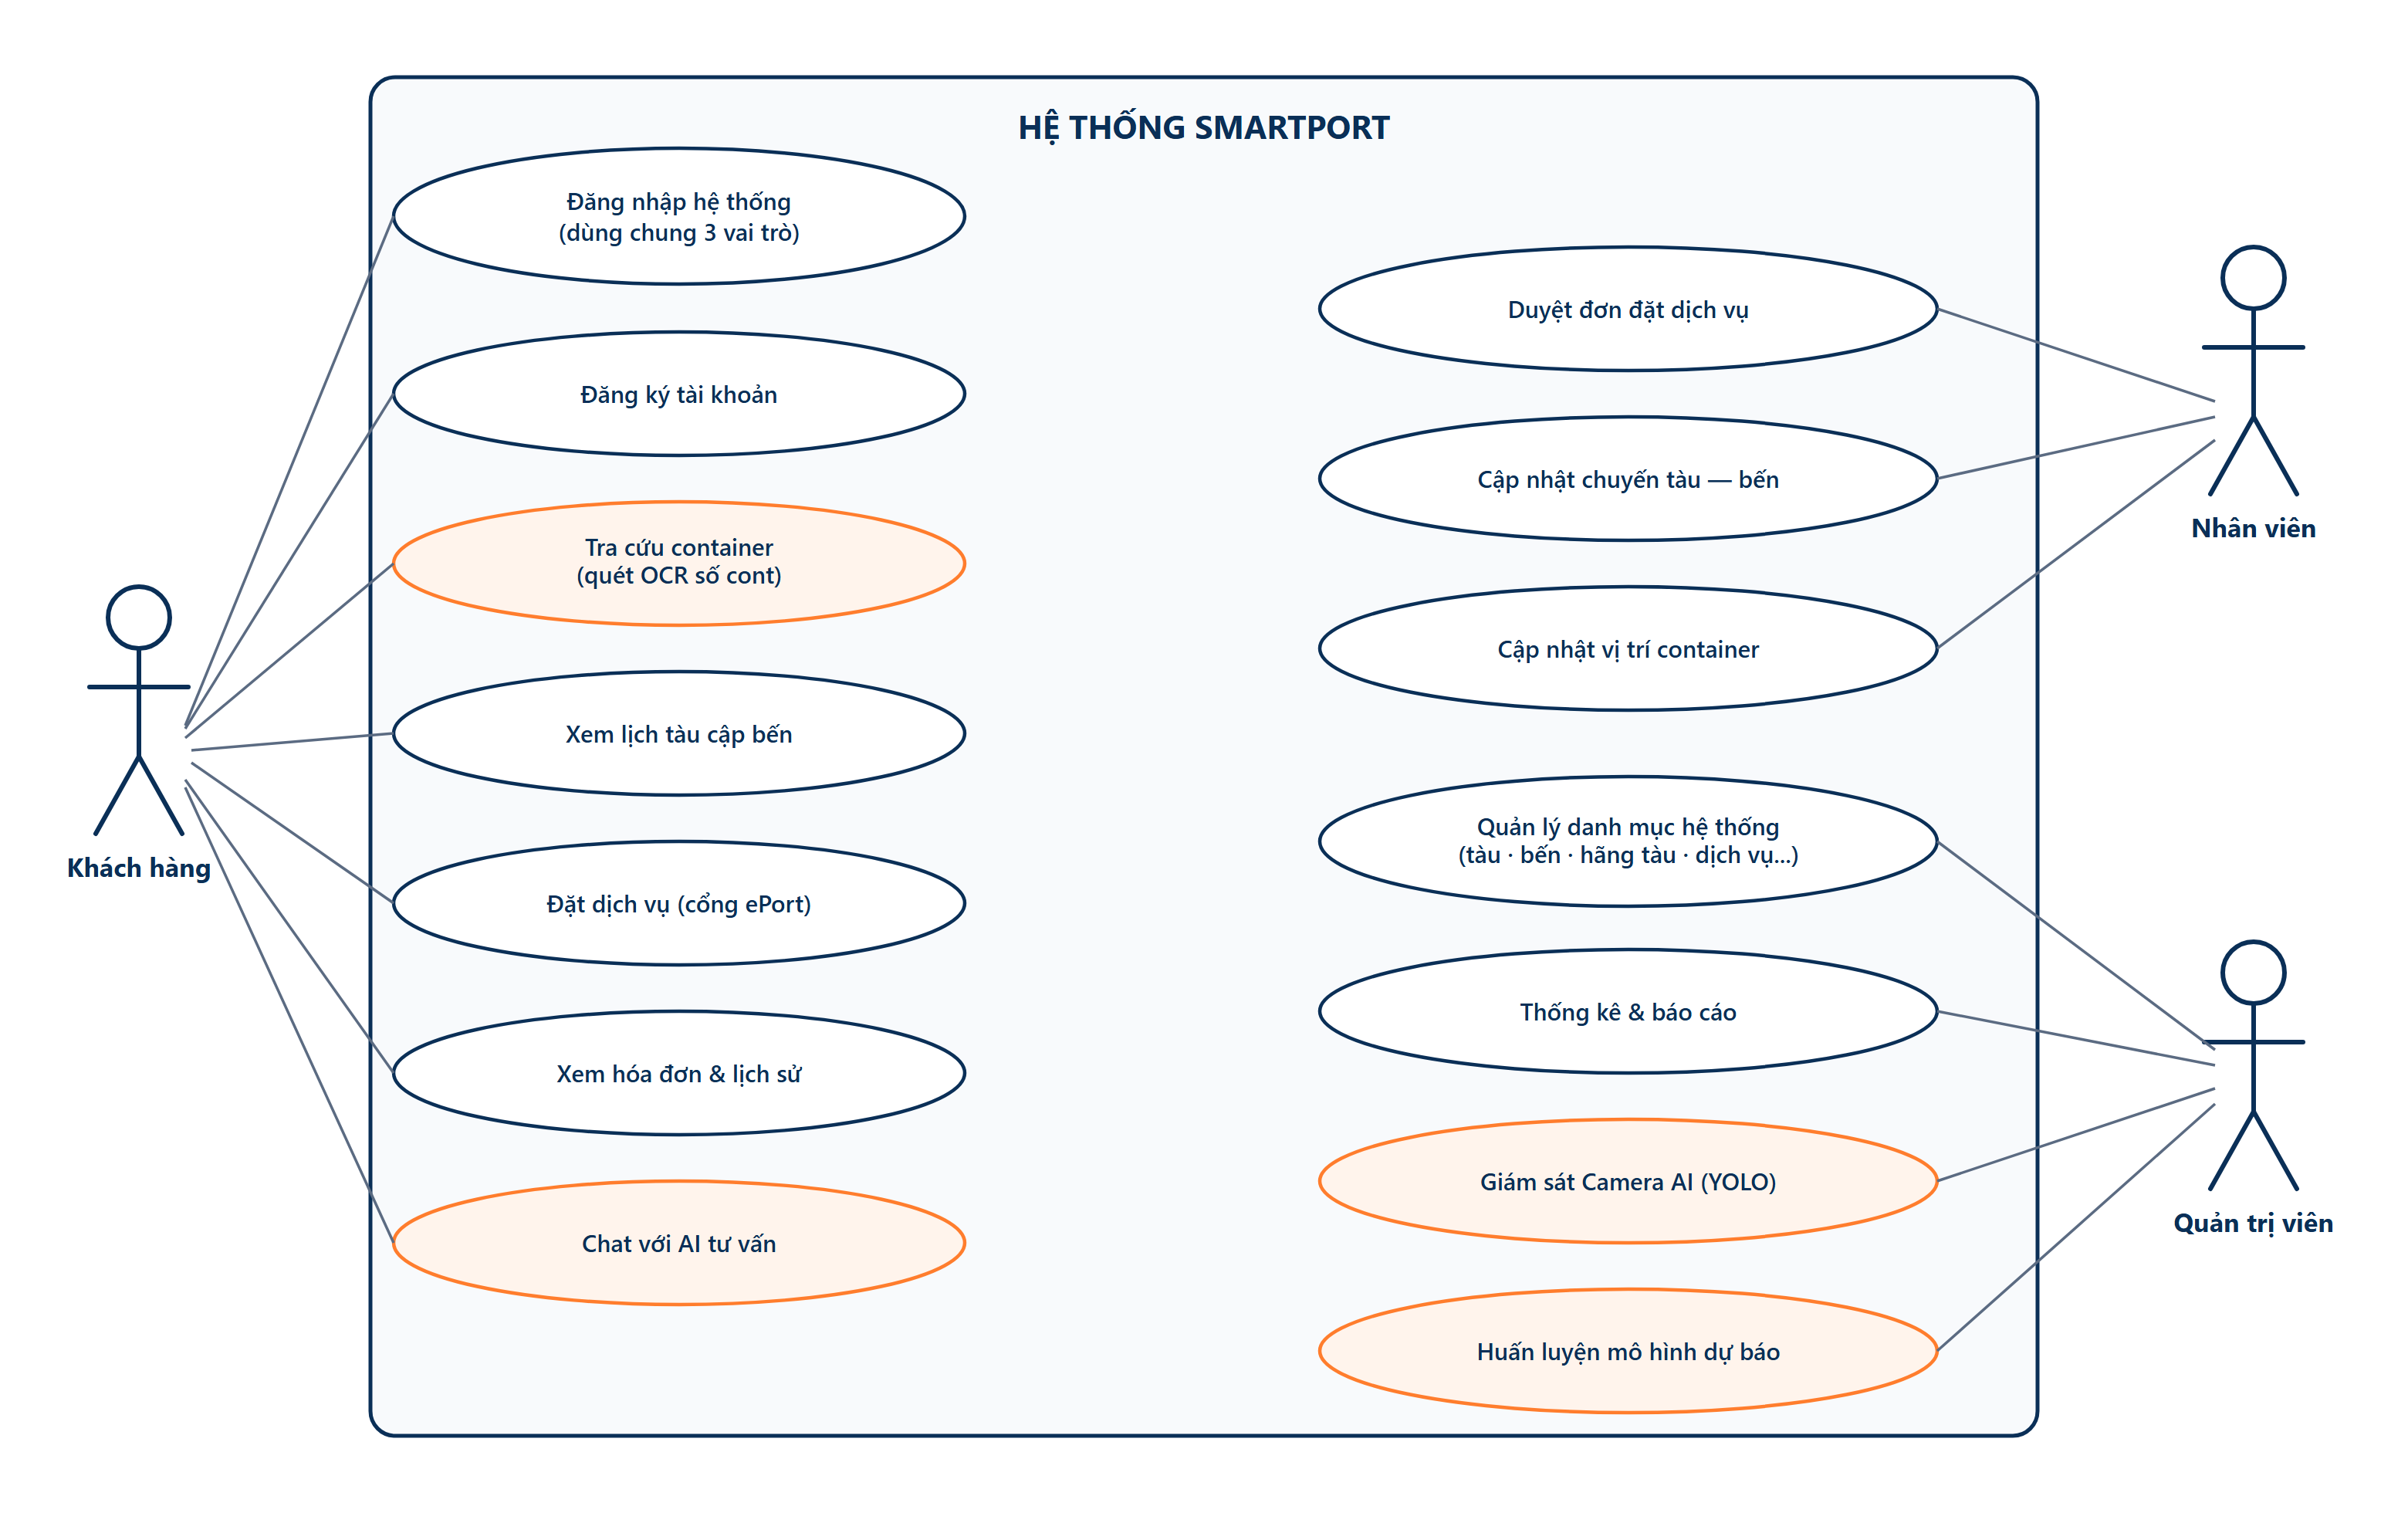 HỆ THỐNG SMARTPORT
Đăng nhập hệ thống
(dùng chung 3 vai trò)
Đăng ký tài khoản
Tra cứu container
(quét OCR số cont)
Xem lịch tàu cập bến
Đặt dịch vụ (cổng ePort)
Xem hóa đơn & lịch sử
Chat với AI tư vấn
Khách hàng
Duyệt đơn đặt dịch vụ
Cập nhật chuyến tàu — bến
Cập nhật vị trí container
Quản lý danh mục hệ thống
(tàu · bến · hãng tàu · dịch vụ...)
Thống kê & báo cáo
Giám sát Camera AI (YOLO)
Huấn luyện mô hình dự báo
Nhân viên
Quản trị viên